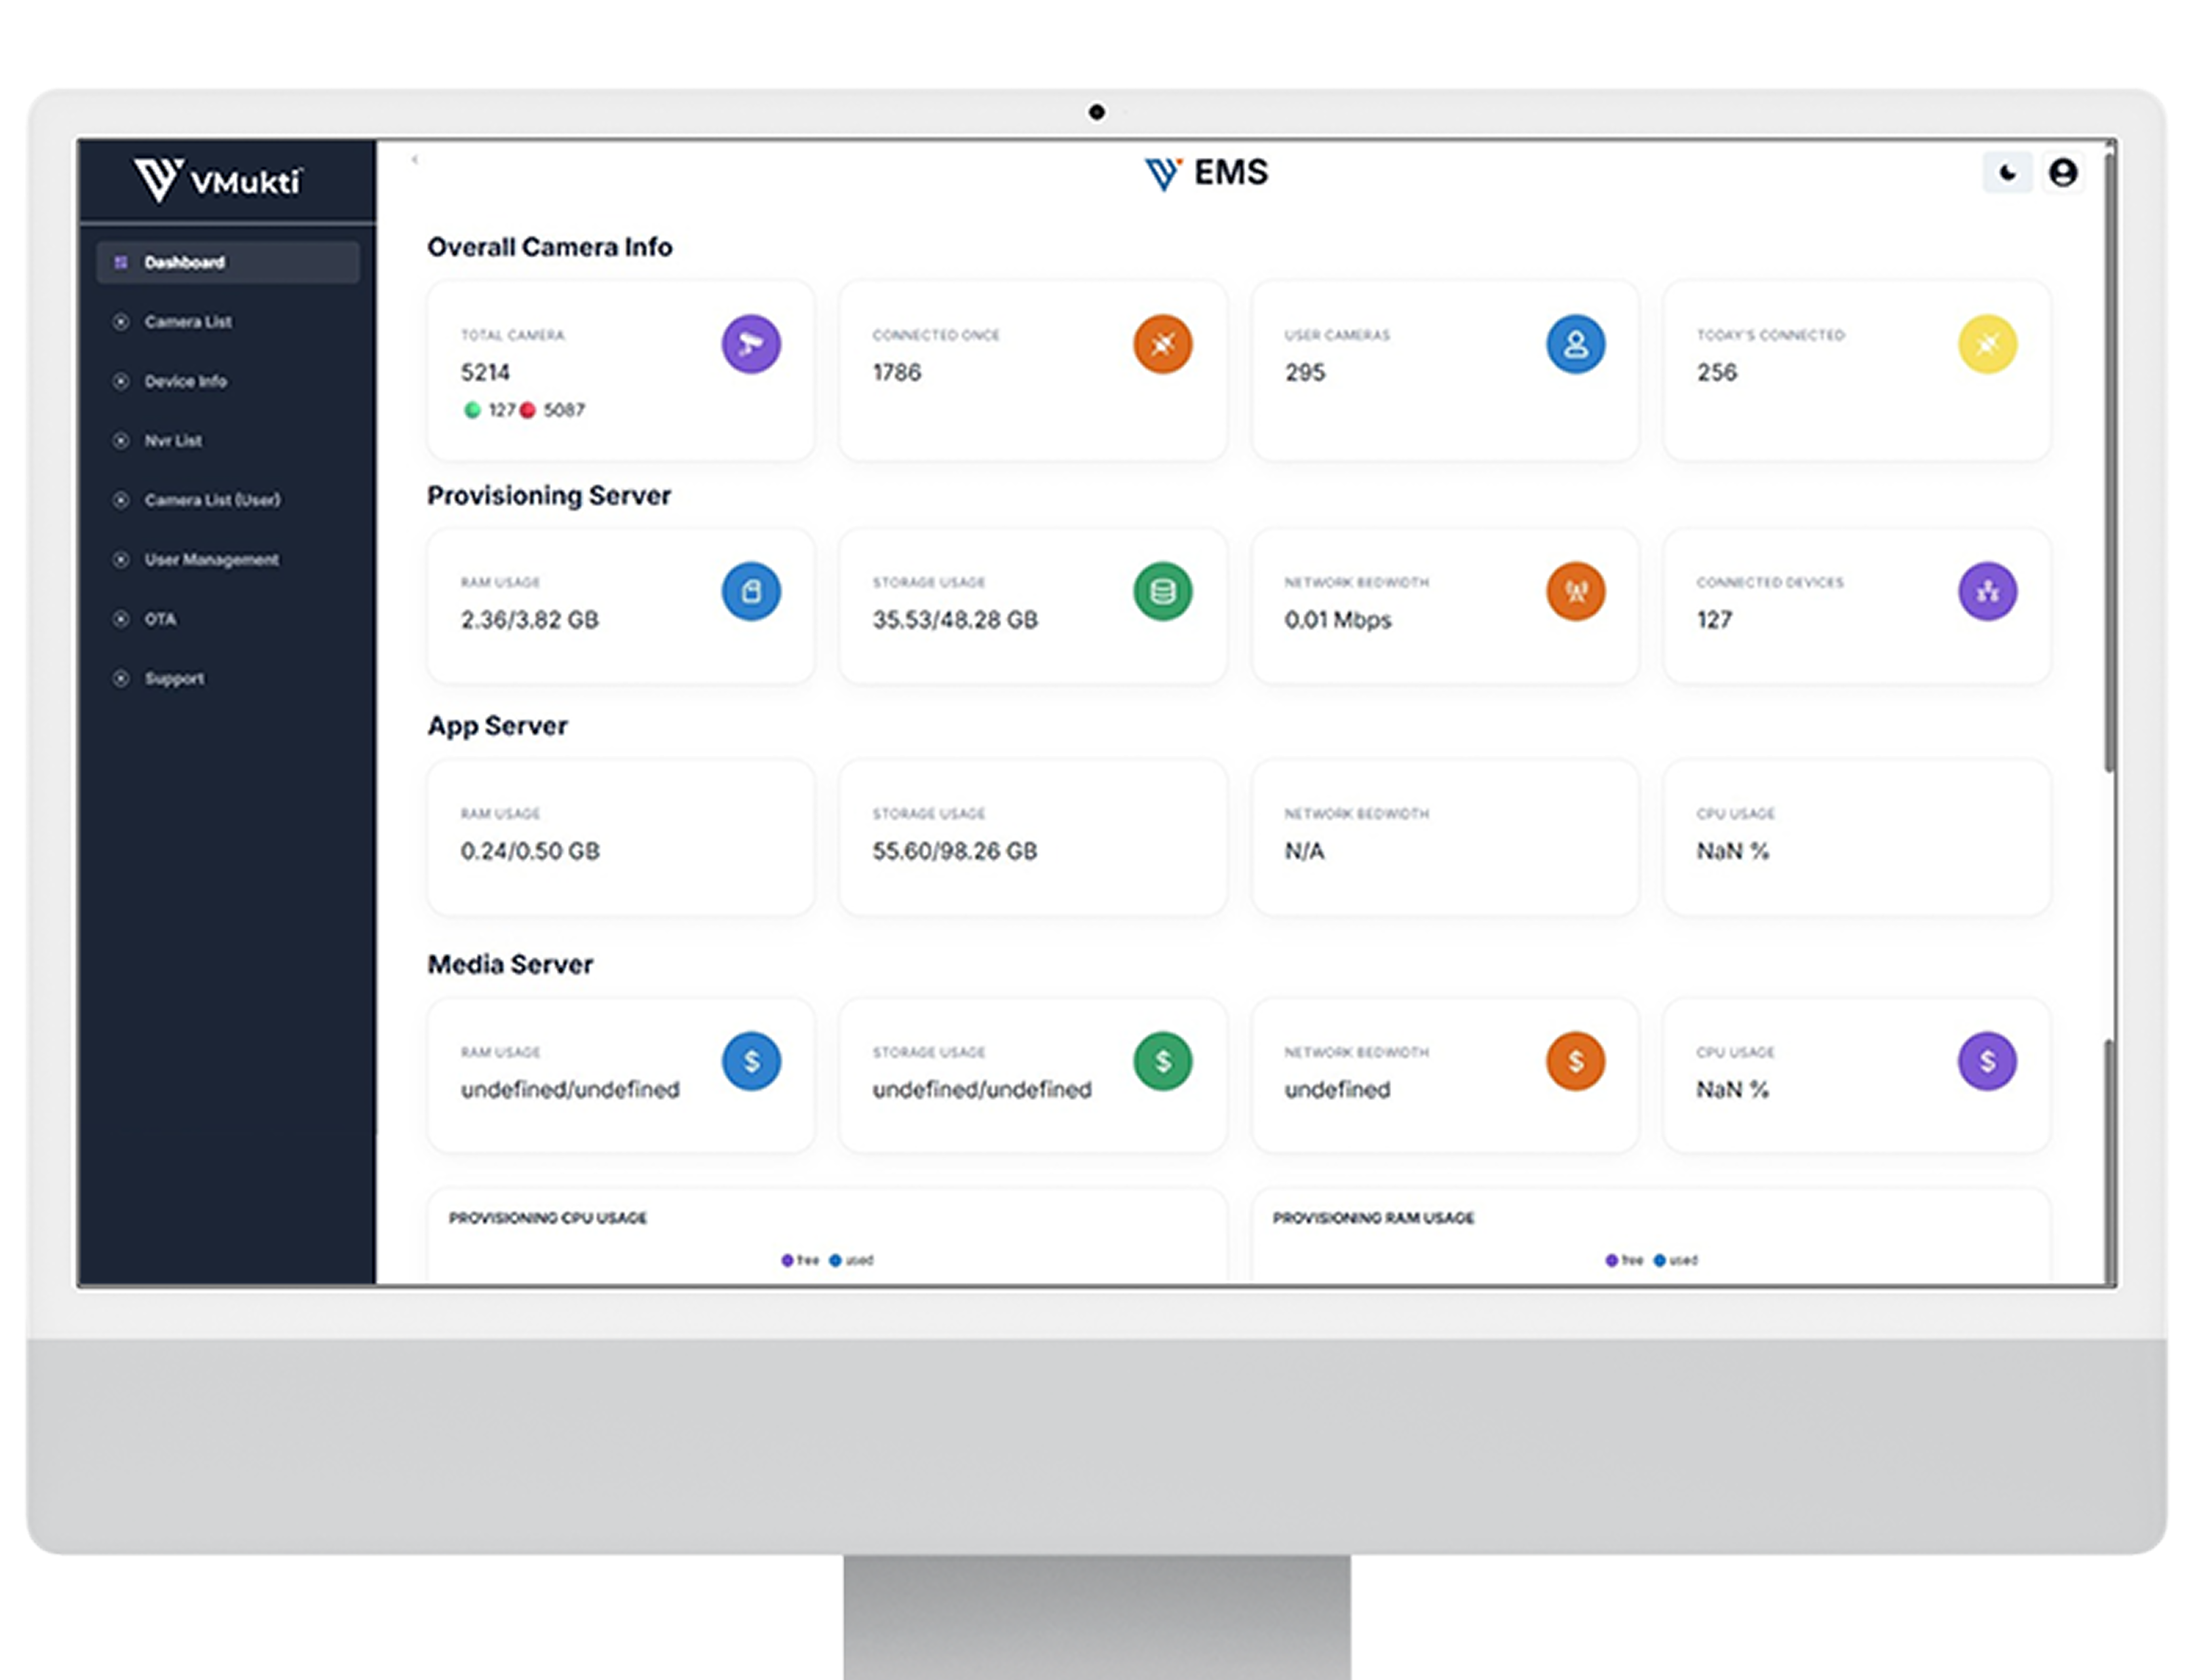 VMukti
EMS
Dashboard
Camera List
Device Info
Nvr List
Camera List (User)
User Management
OTA
Support
Overall Camera Info
TOTAL CAMERA
5214
127 5087
CONNECTED ONCE
1786
USER CAMERAS
295
TODAY'S CONNECTED
256
Provisioning Server
RAM USAGE
2.36/3.82 GB
STORAGE USAGE
35.53/48.28 GB
NETWORK BEDWIDTH
0.01 Mbps
CONNECTED DEVICES
127
App Server
RAM USAGE
0.24/0.50 GB
STORAGE USAGE
55.60/98.26 GB
NETWORK BEDWIDTH
N/A
CPU USAGE
NaN %
Media Server
RAM USAGE
undefined/undefined
$
STORAGE USAGE
undefined/undefined
$
NETWORK BEDWIDTH
undefined
$
CPU USAGE
NaN %
$
PROVISIONING CPU USAGE
free used
PROVISIONING RAM USAGE
free used